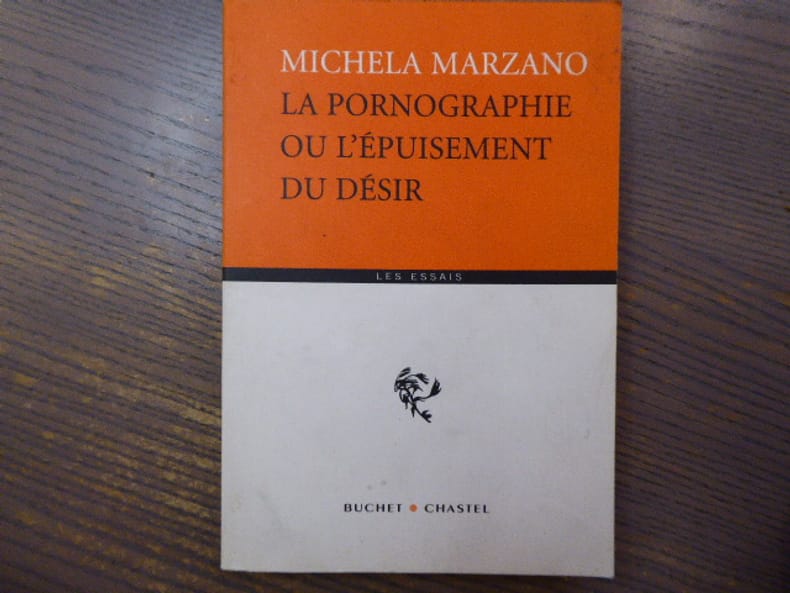 MICHELA MARZANO
LA PORNOGRAPHIE
OU L'ÉPUISEMENT
DU DÉSIR
LES ESSAIS
BUCHET • CHASTEL